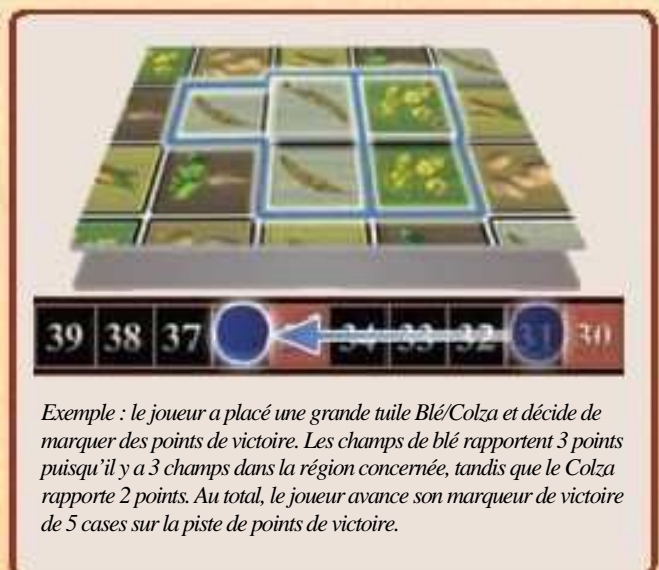 39 38 37 34 33 32 31 30
Exemple : le joueur a placé une grande tuile Blé/Colza et décide de
marquer des points de victoire. Les champs de blé rapportent 3 points
puisqu'il y a 3 champs dans la région concernée, tandis que le Colza
rapporte 2 points. Au total, le joueur avance son marqueur de victoire
de 5 cases sur la piste de points de victoire.